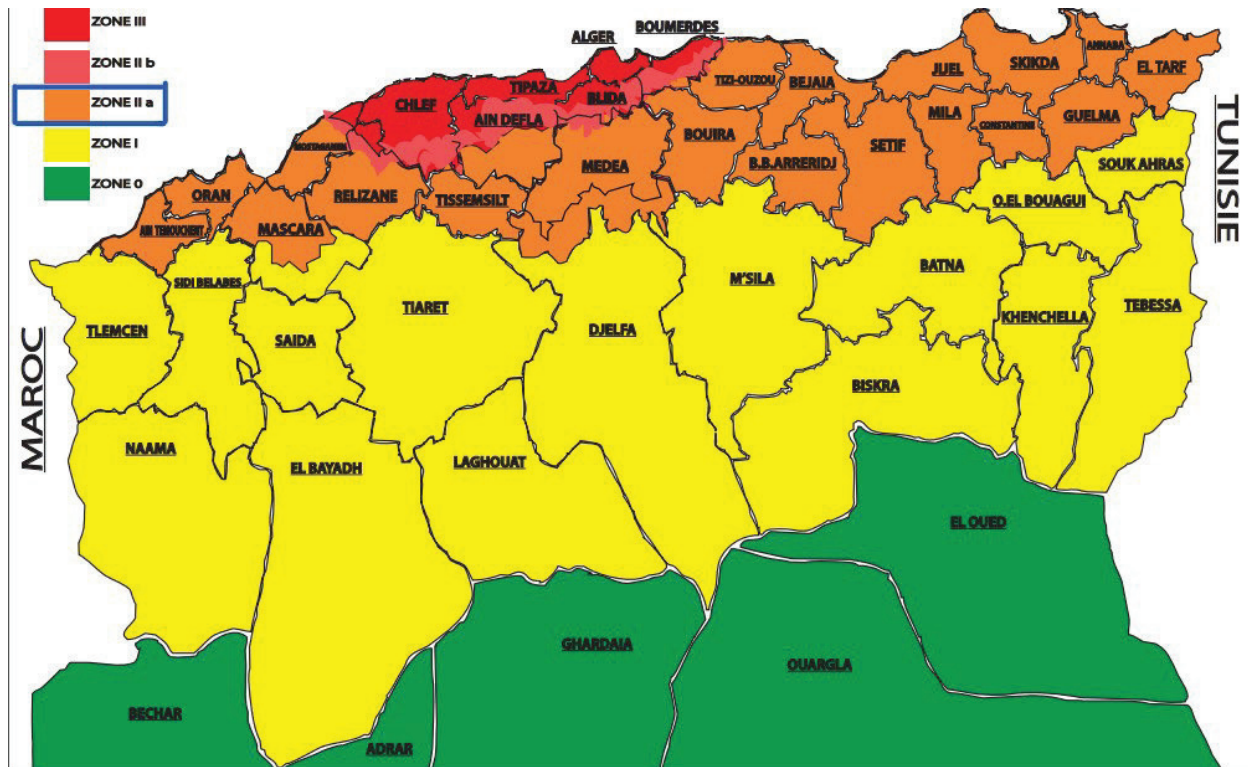 ZONE III
ZONE II b
ZONE II a
ZONE I
ZONE 0
BOUMERDES
ALGER
TIPAZA
CHLEF
BLIDA
AIN DEFLA
TIZI-OUZOU
BEJAIA
JIJEL
SKIKDA
ANNABA
EL TARF
MOSTAGANEM
BOUIRA
MILA
CONSTANTINE
GUELMA
SETIF
MEDEA
B.B.ARRERIDJ
SOUK AHRAS
ORAN
RELIZANE
TISSEMSILT
O.EL BOUAGUI
AIN TEMOUCHENT
MASCARA
TUNISIE
SIDI BELABES
BATNA
M'SILA
TIARET
TEBESSA
KHENCHELLA
TLEMCEN
SAIDA
DJELFA
MAROC
BISKRA
NAAMA
EL BAYADH
LAGHOUAT
EL OUED
GHARDAIA
OUARGLA
BECHAR
ADRAR